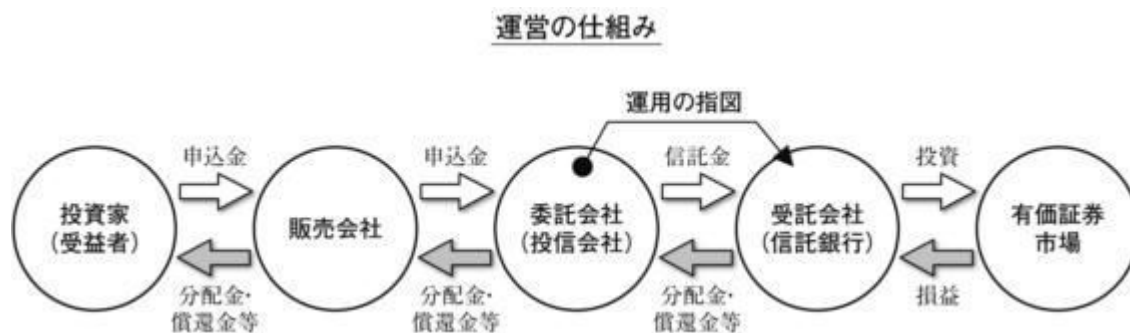 運営の仕組み
運用の指図
申込金
申込金
信託金
投資
投資家
(受益者)
販売会社
委託会社
(投信会社)
受託会社
(信託銀行)
有価証券
市場
分配金・
償還金等
分配金・
償還金等
分配金・
償還金等
損益